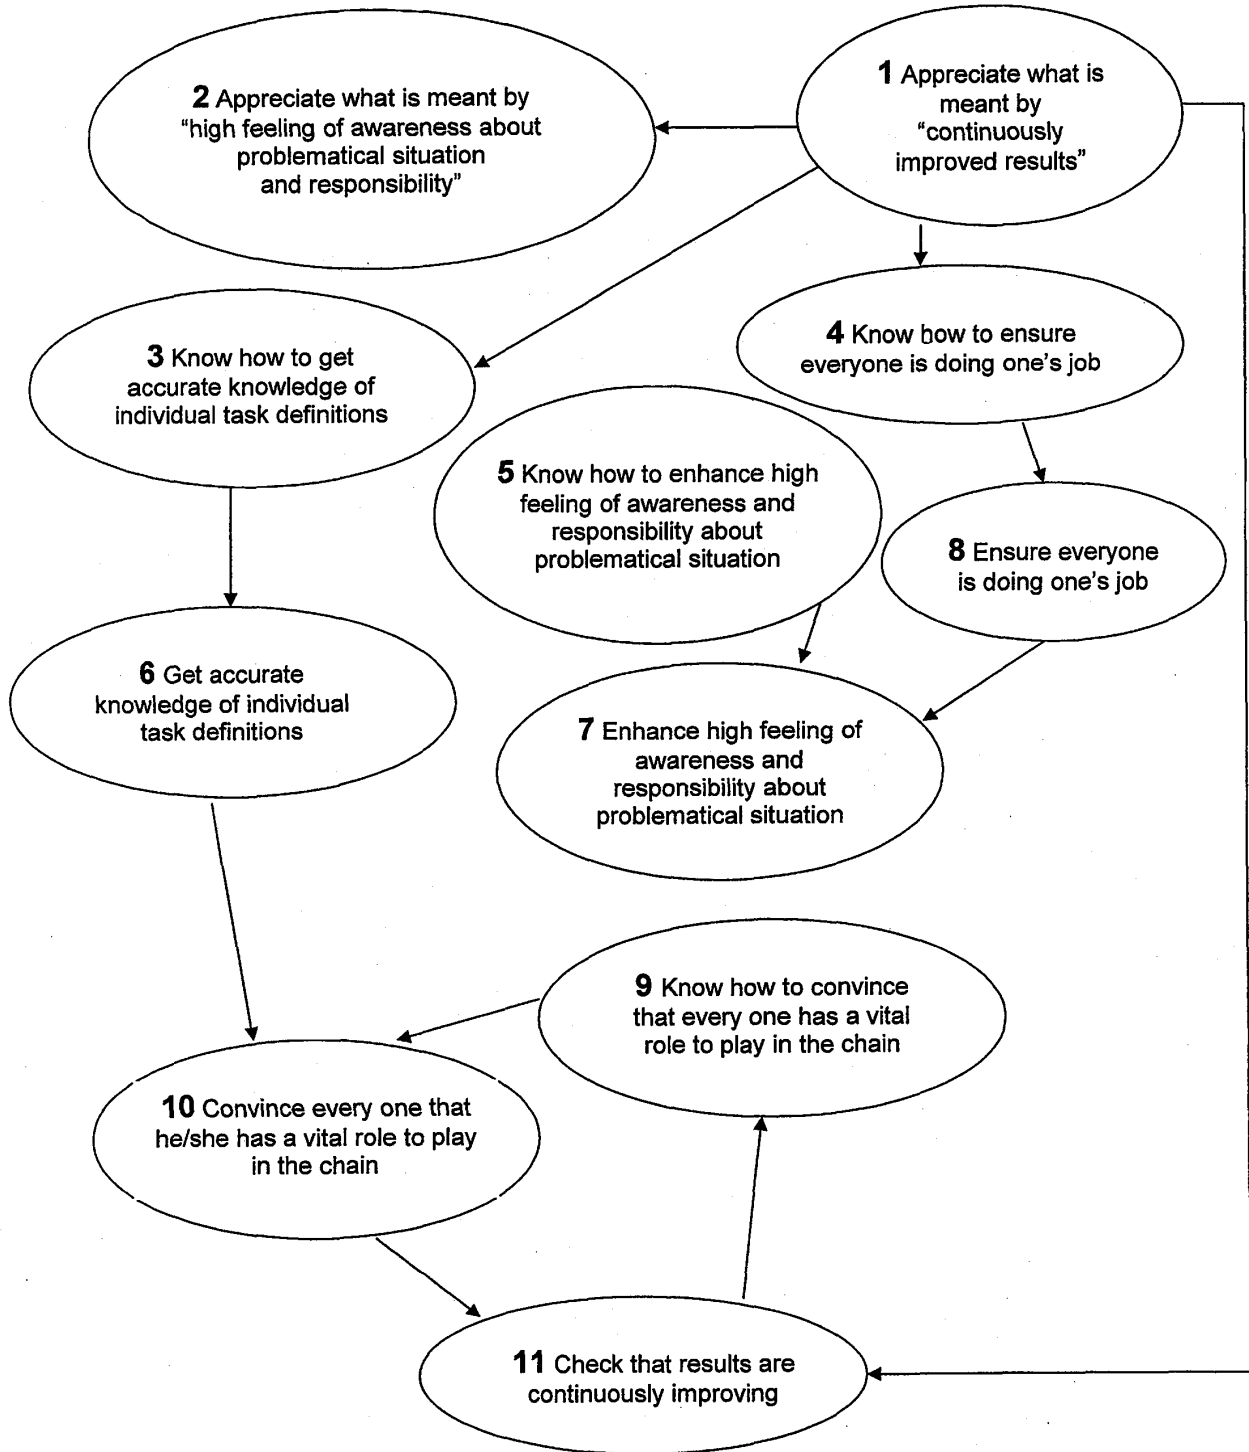 1 Appreciate what is
meant by
"continuously
improved results"
2 Appreciate what is meant by
"high feeling of awareness about
problematical situation
and responsibility"
3 Know how to get
accurate knowledge of
individual task definitions
4 Know how to ensure
everyone is doing one's job
5 Know how to enhance high
feeling of awareness and
responsibility about
problematical situation
8 Ensure everyone
is doing one's job
6 Get accurate
knowledge of individual
task definitions
7 Enhance high feeling of
awareness and
responsibility about
problematical situation
9 Know how to convince
that every one has a vital
role to play in the chain
10 Convince every one that
he/she has a vital role to play
in the chain
11 Check that results are
continuously improving